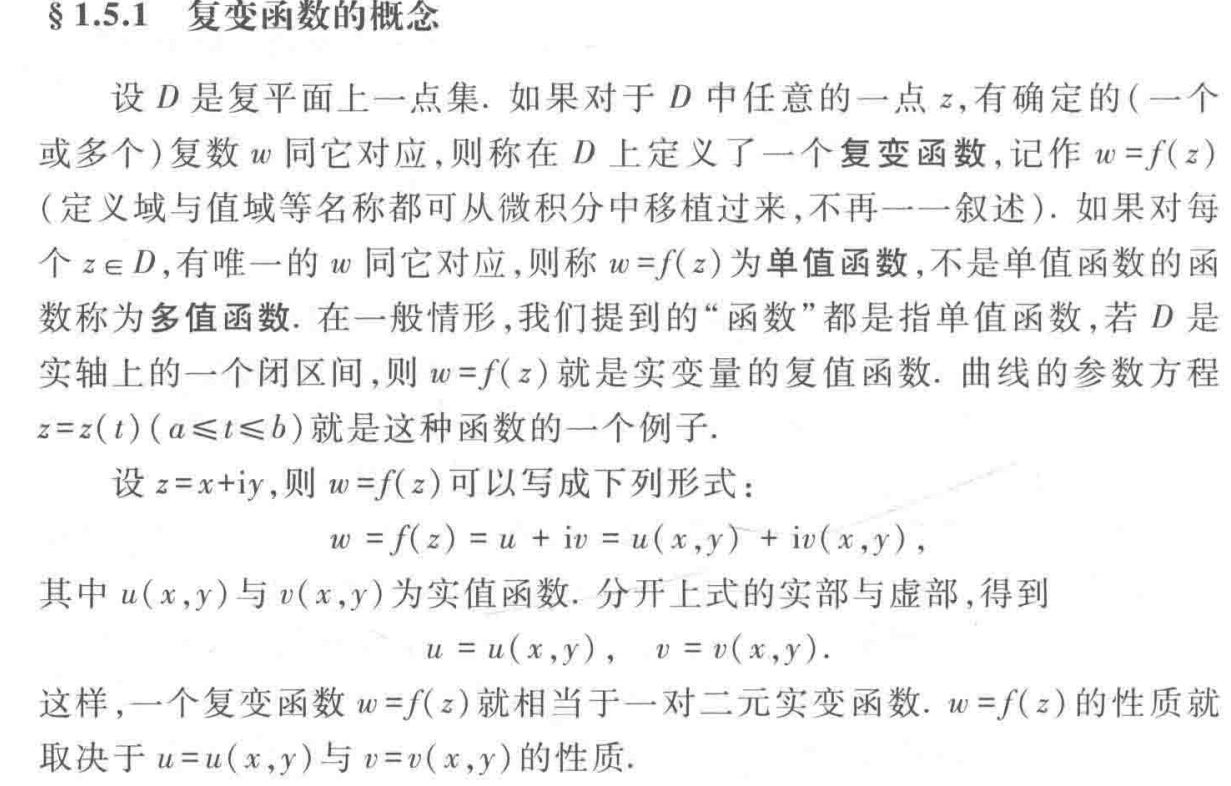 §1.5.1 复变函数的概念
设 D 是复平面上一点集. 如果对于 D 中任意的一点 z,有确定的(一个
或多个)复数 w 同它对应,则称在 D 上定义了一个复变函数,记作 w=f(z)
(定义域与值域等名称都可从微积分中移植过来,不再一一叙述). 如果对每
个 z∈D,有唯一的 w 同它对应,则称 w=f(z)为单值函数,不是单值函数的函
数称为多值函数. 在一般情形,我们提到的“函数”都是指单值函数,若 D 是
实轴上的一个闭区间,则 w=f(z)就是实变量的复值函数. 曲线的参数方程
z=z(t)(a≤t≤b)就是这种函数的一个例子.
设 z=x+iy,则 w=f(z)可以写成下列形式:
w = f(z) = u + iv = u(x,y) + iv(x,y),
其中 u(x,y)与 v(x,y)为实值函数. 分开上式的实部与虚部,得到
u = u(x,y), v = v(x,y).
这样,一个复变函数 w=f(z)就相当于一对二元实变函数. w=f(z)的性质就
取决于 u=u(x,y)与 v=v(x,y)的性质.